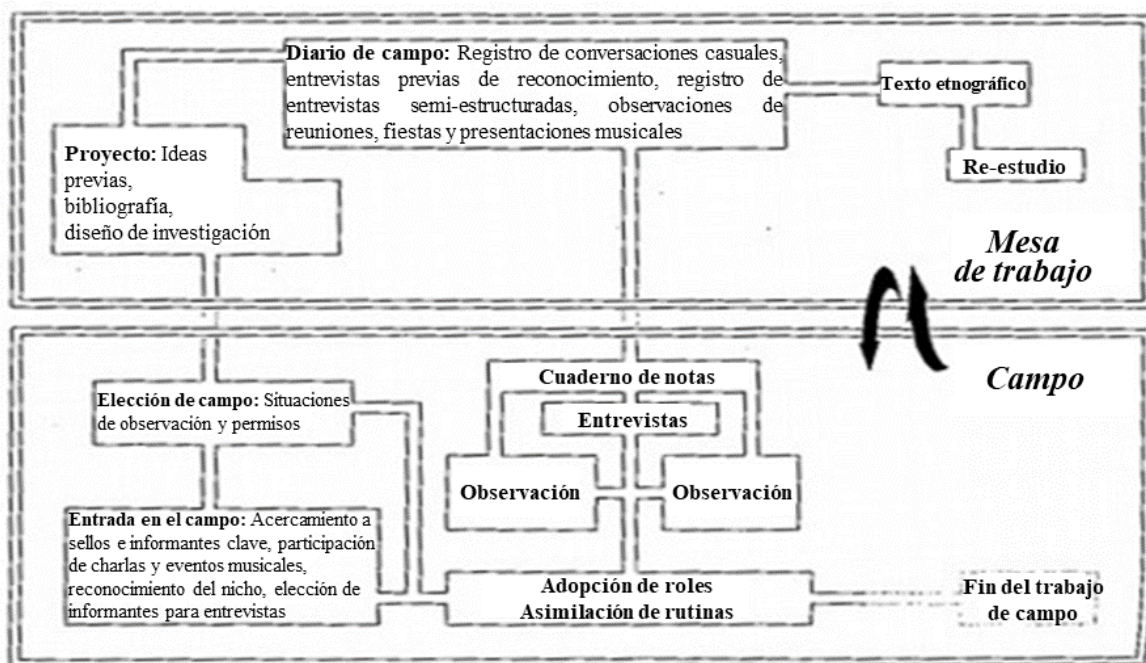 Diario de campo: Registro de conversaciones casuales,
entrevistas previas de reconocimiento, registro de
entrevistas semi-estructuradas, observaciones de
reuniones, fiestas y presentaciones musicales
Texto etnográfico
Re-estudio
Proyecto: Ideas
previas,
bibliografía,
diseño de investigación
Mesa
de trabajo
Campo
Elección de campo: Situaciones
de observación y permisos
Cuaderno de notas
Entrevistas
Observación
Observación
Entrada en el campo: Acercamiento a
sellos e informantes clave, participación
de charlas y eventos musicales,
reconocimiento del nicho, elección de
informantes para entrevistas
Adopción de roles
Asimilación de rutinas
Fin del trabajo
de campo